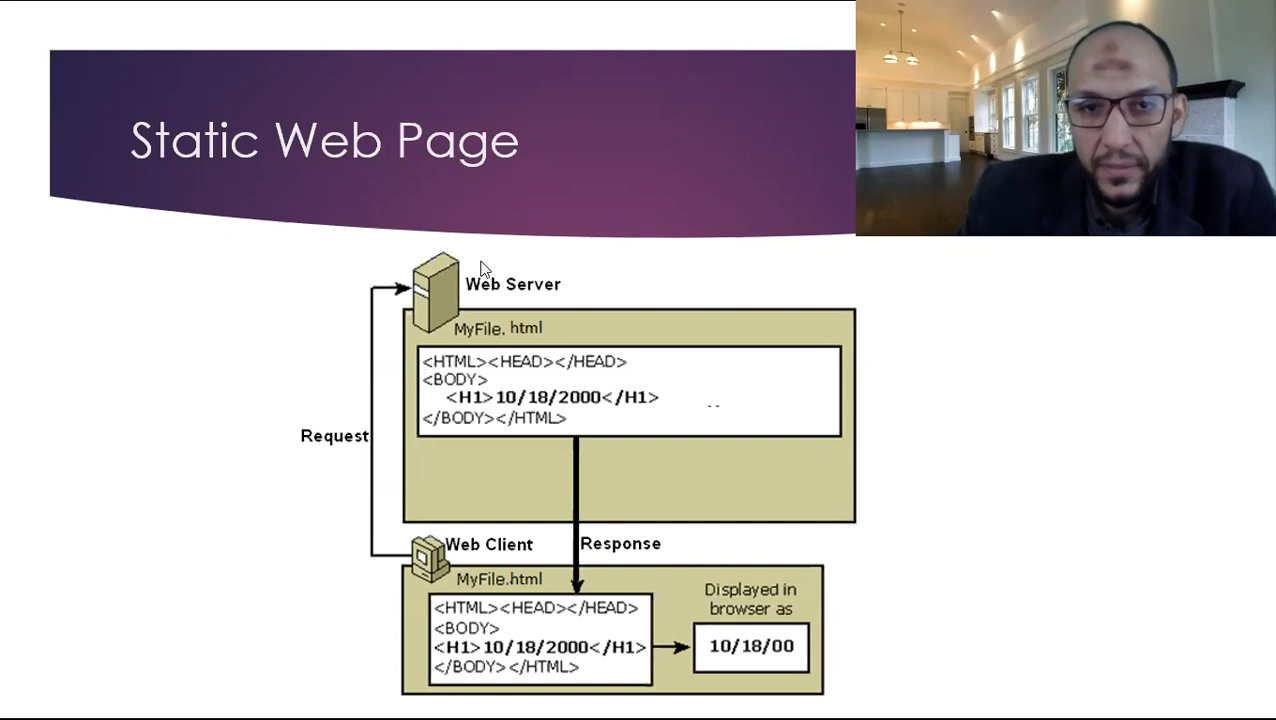 Static Web Page
Web Server
MyFile. html
<HTML><HEAD></HEAD>
<BODY>
<H1>10/18/2000</H1>
</BODY></HTML>
Request
Web Client
Response
MyFile.html
<HTML><HEAD></HEAD>
<BODY>
<H1>10/18/2000</H1>
</BODY></HTML>
Displayed in
browser as
10/18/00